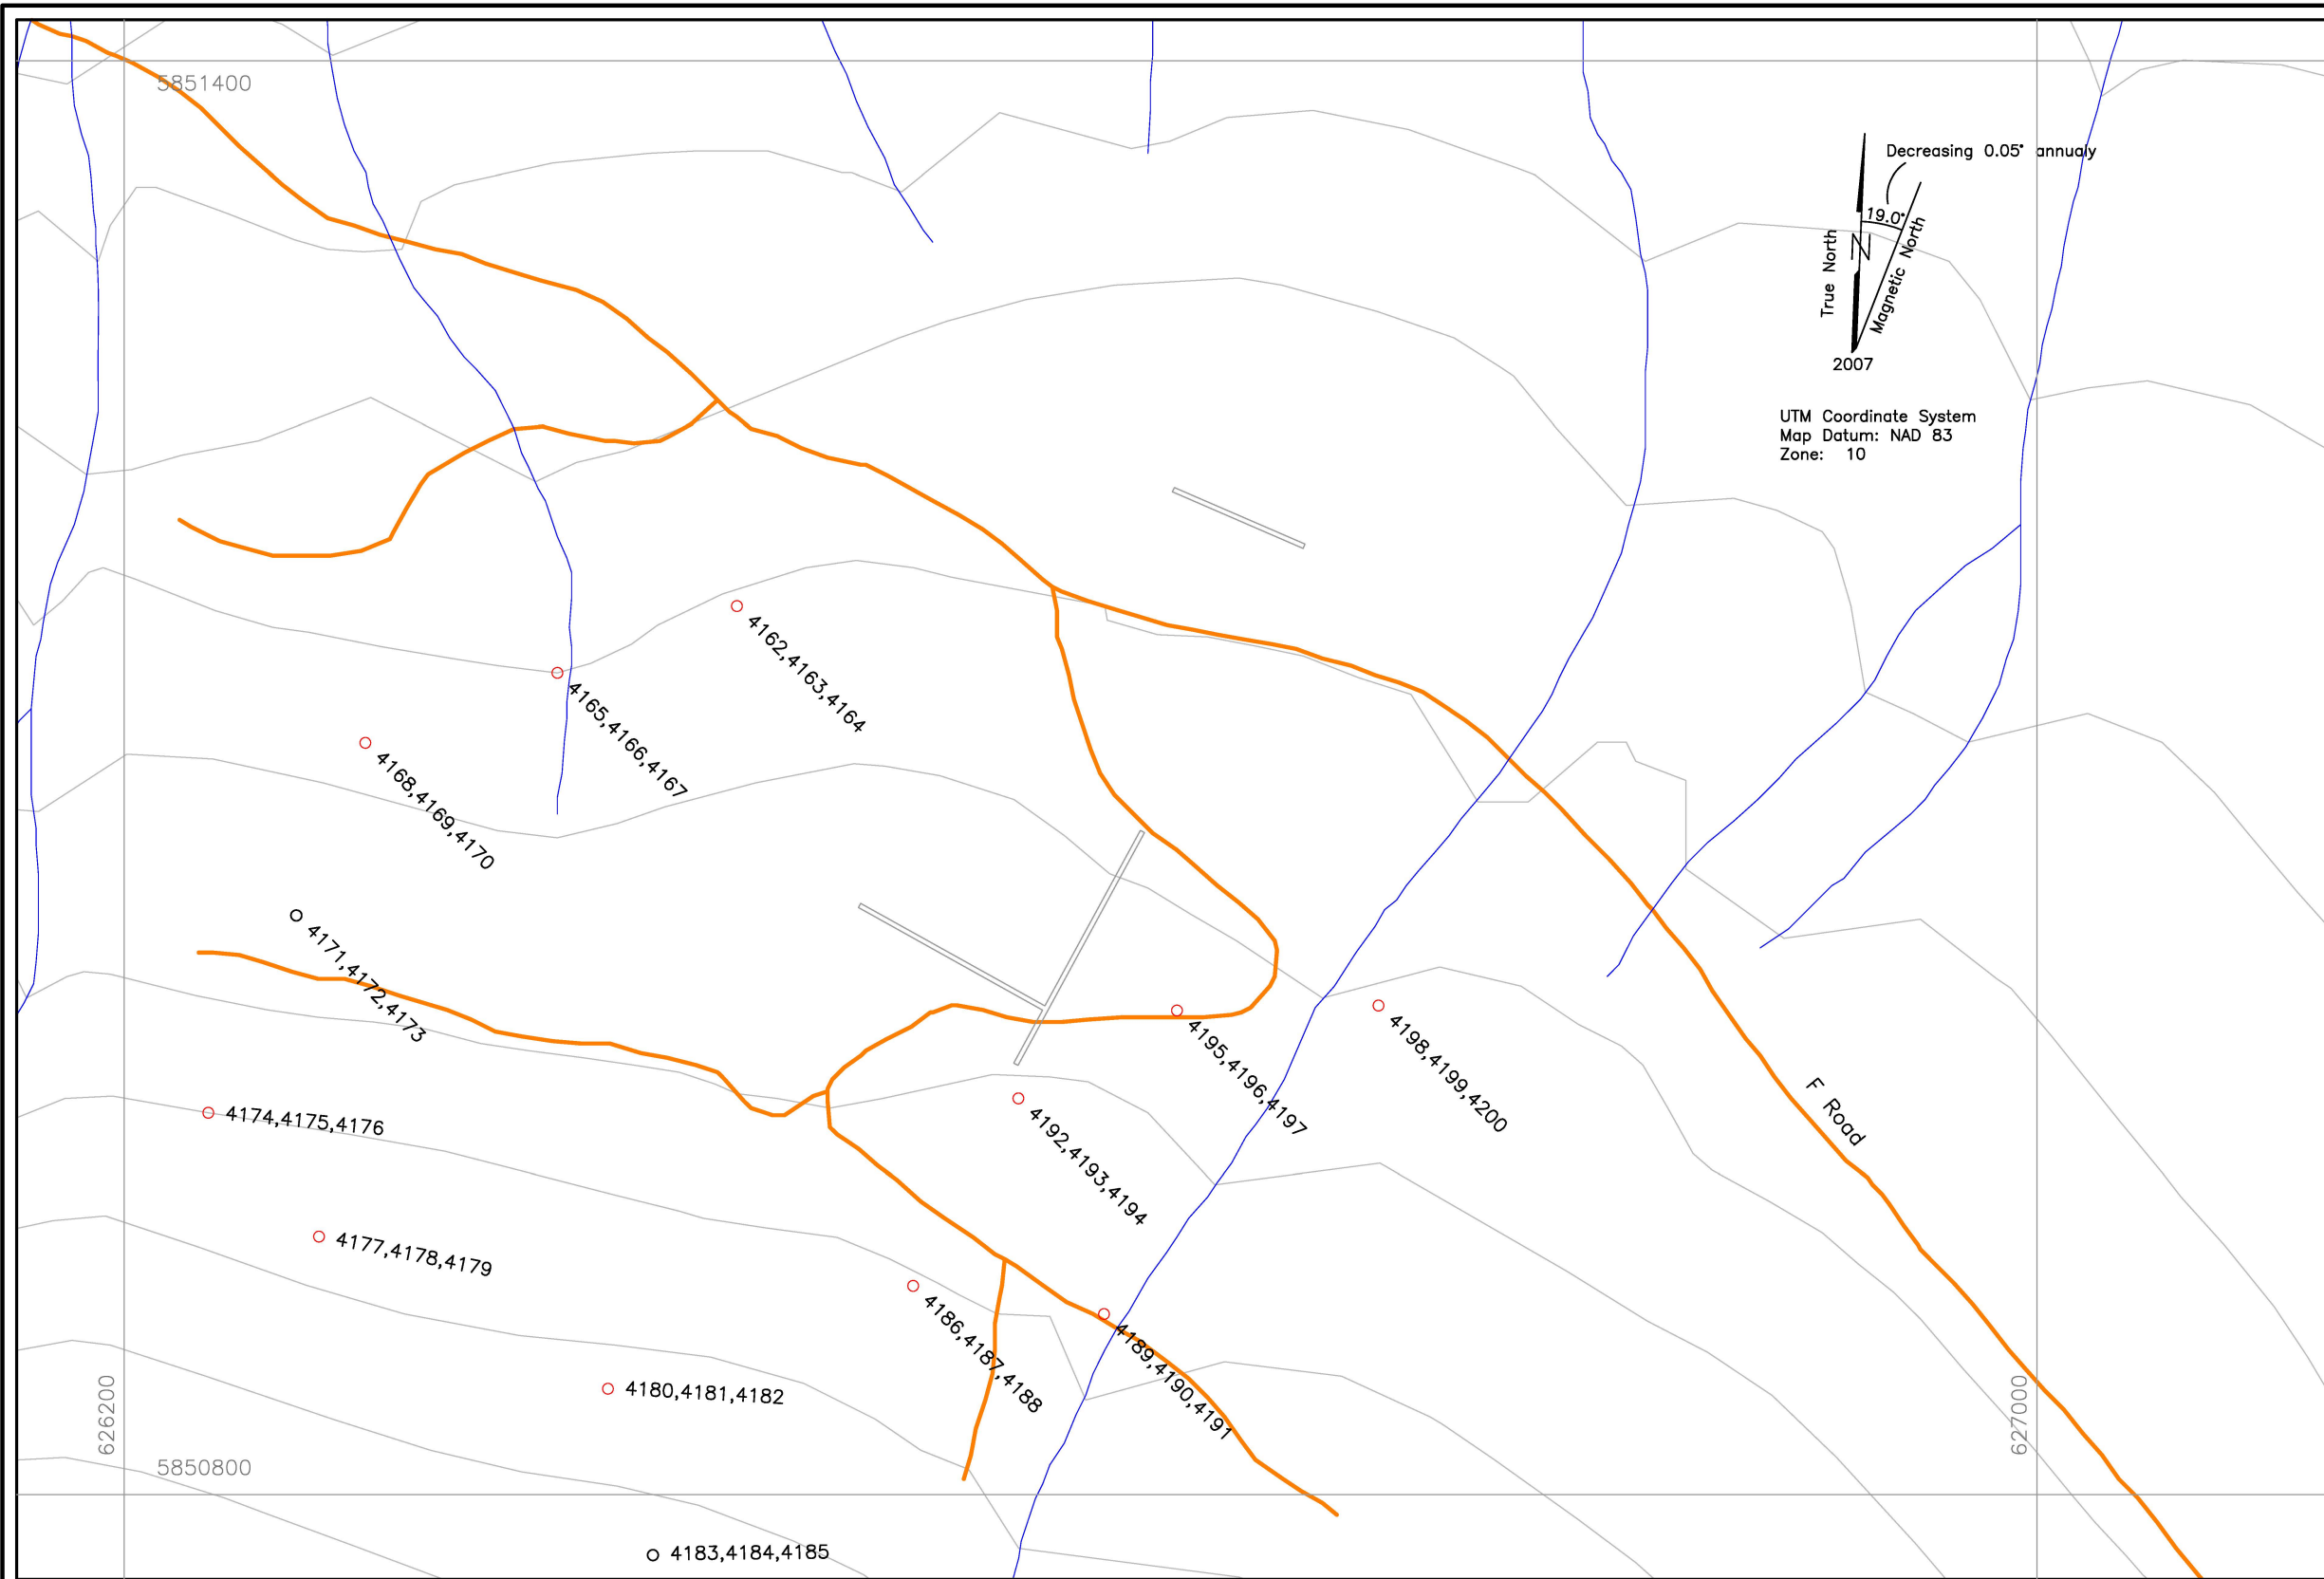 5851400
Decreasing 0.05° annualy
19.0°
True North
N
Magnetic North
2007
UTM Coordinate System
Map Datum: NAD 83
Zone: 10
4162,4163,4164
4165,4166,4167
4168,4169,4170
4171,4172,4173
4195,4196,4197
4198,4199,4200
F Road
4192,4193,4194
4174,4175,4176
4177,4178,4179
4186,4187,4188
4189,4190,4191
4180,4181,4182
626200
627000
5850800
4183,4184,4185